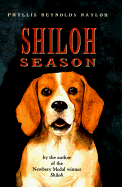 PHYLLIS REYNOLDS NAYLOR
SHILOH
SEASON
by the author
of the
Newbery Medal winner
Shiloh